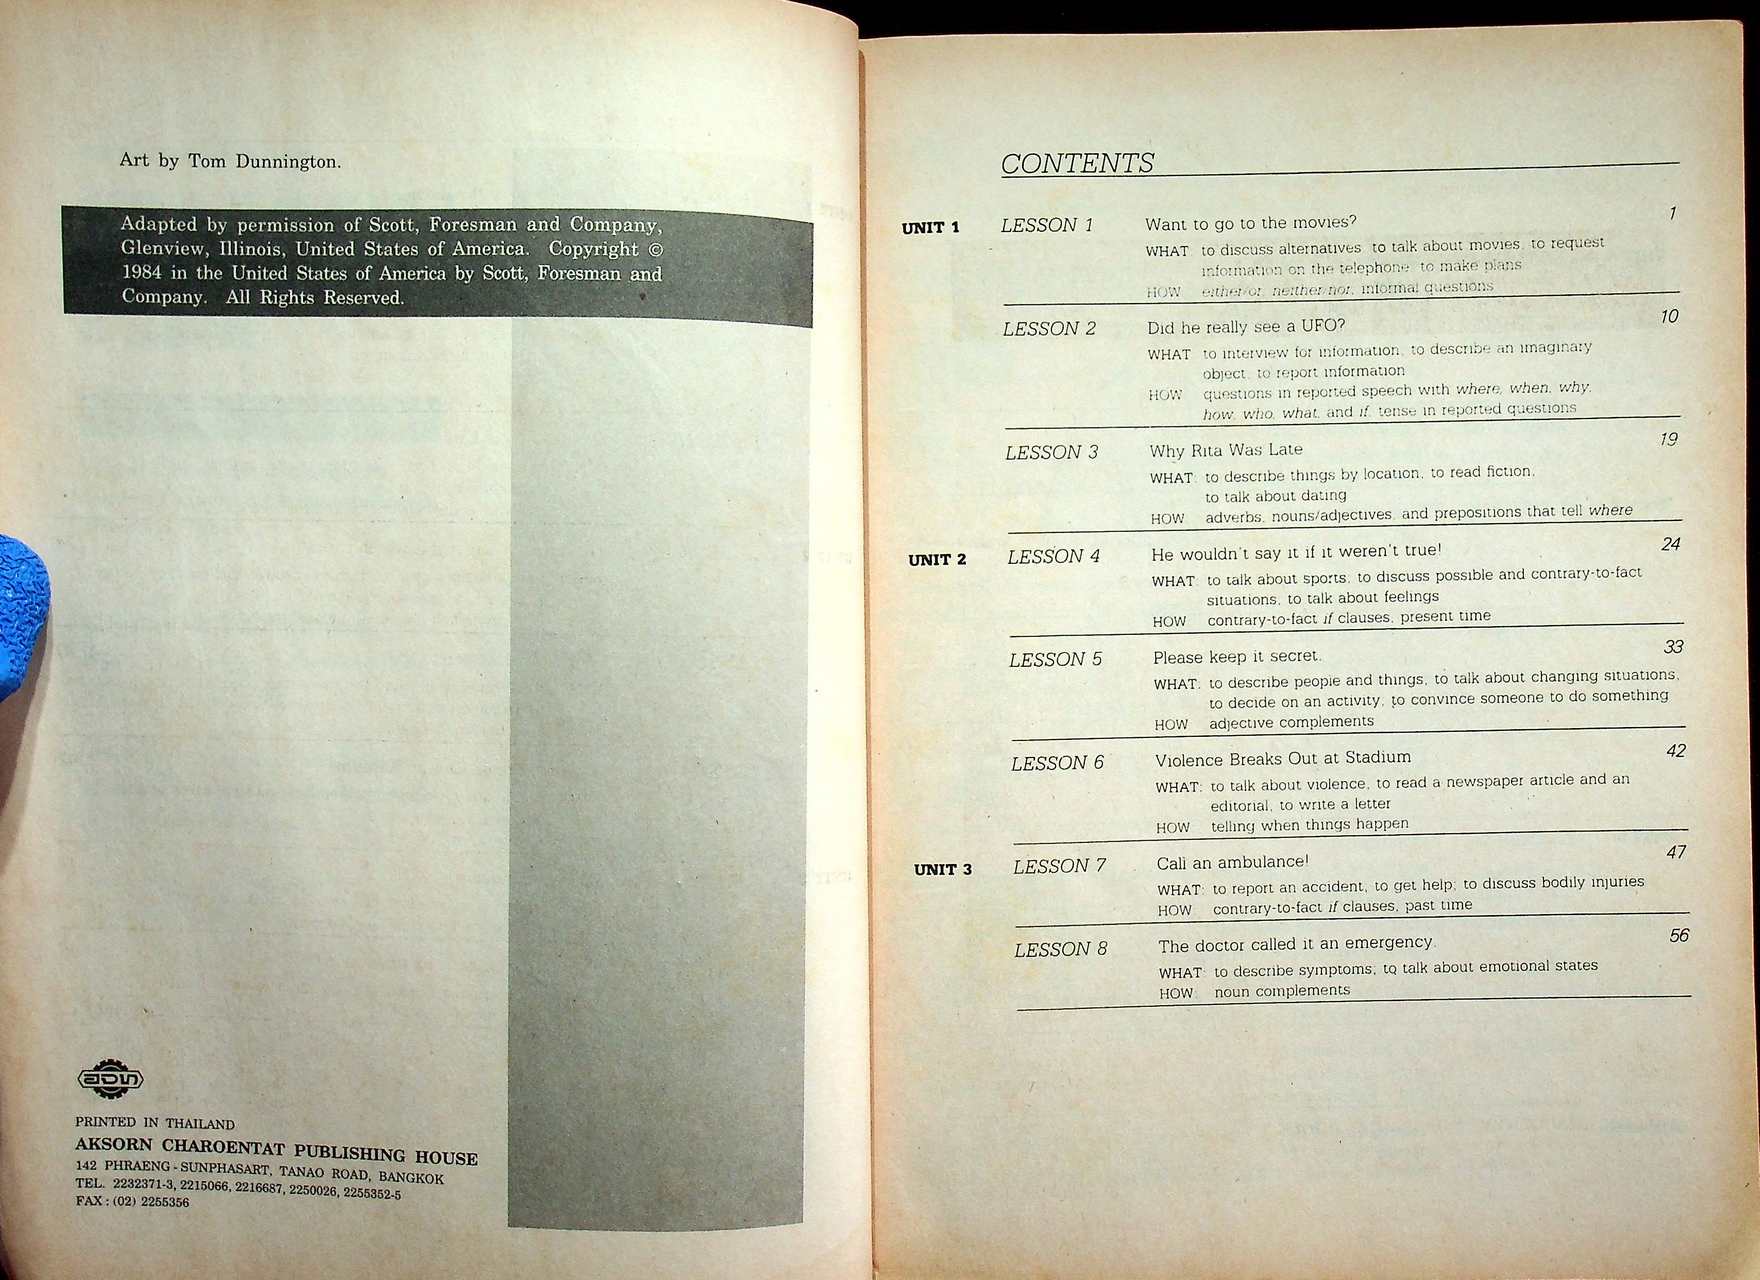 Art by Tom Dunnington.
Adapted by permission of Scott, Foresman and Company,
Glenview, Illinois, United States of America. Copyright ©
1984 in the United States of America by Scott, Foresman and
Company. All Rights Reserved.
อจท
PRINTED IN THAILAND
AKSORN CHAROENTAT PUBLISHING HOUSE
142 PHRAENG - SUNPHASART, TANAO ROAD, BANGKOK
TEL. 2232371-3, 2215066, 2216687, 2250026, 2255352-5
FAX : (02) 2255356
CONTENTS
UNIT 1 LESSON 1 Want to go to the movies? 1
WHAT to discuss alternatives, to talk about movies, to request
information on the telephone, to make plans
HOW either/or, neither/nor, informal questions
LESSON 2 Did he really see a UFO? 10
WHAT to interview for information, to describe an imaginary
object, to report information
HOW questions in reported speech with where, when, why,
how, who, what, and if, tense in reported questions
LESSON 3 Why Rita Was Late 19
WHAT: to describe things by location, to read fiction,
to talk about dating
HOW adverbs, nouns/adjectives, and prepositions that tell where
UNIT 2 LESSON 4 He wouldn't say it if it weren't true! 24
WHAT: to talk about sports; to discuss possible and contrary-to-fact
situations, to talk about feelings
HOW contrary-to-fact if clauses, present time
LESSON 5 Please keep it secret. 33
WHAT: to describe people and things, to talk about changing situations,
to decide on an activity, to convince someone to do something
HOW adjective complements
LESSON 6 Violence Breaks Out at Stadium 42
WHAT: to talk about violence, to read a newspaper article and an
editorial, to write a letter
HOW telling when things happen
UNIT 3 LESSON 7 Call an ambulance! 47
WHAT: to report an accident, to get help; to discuss bodily injuries
HOW contrary-to-fact if clauses, past time
LESSON 8 The doctor called it an emergency. 56
WHAT: to describe symptoms; to talk about emotional states
HOW: noun complements